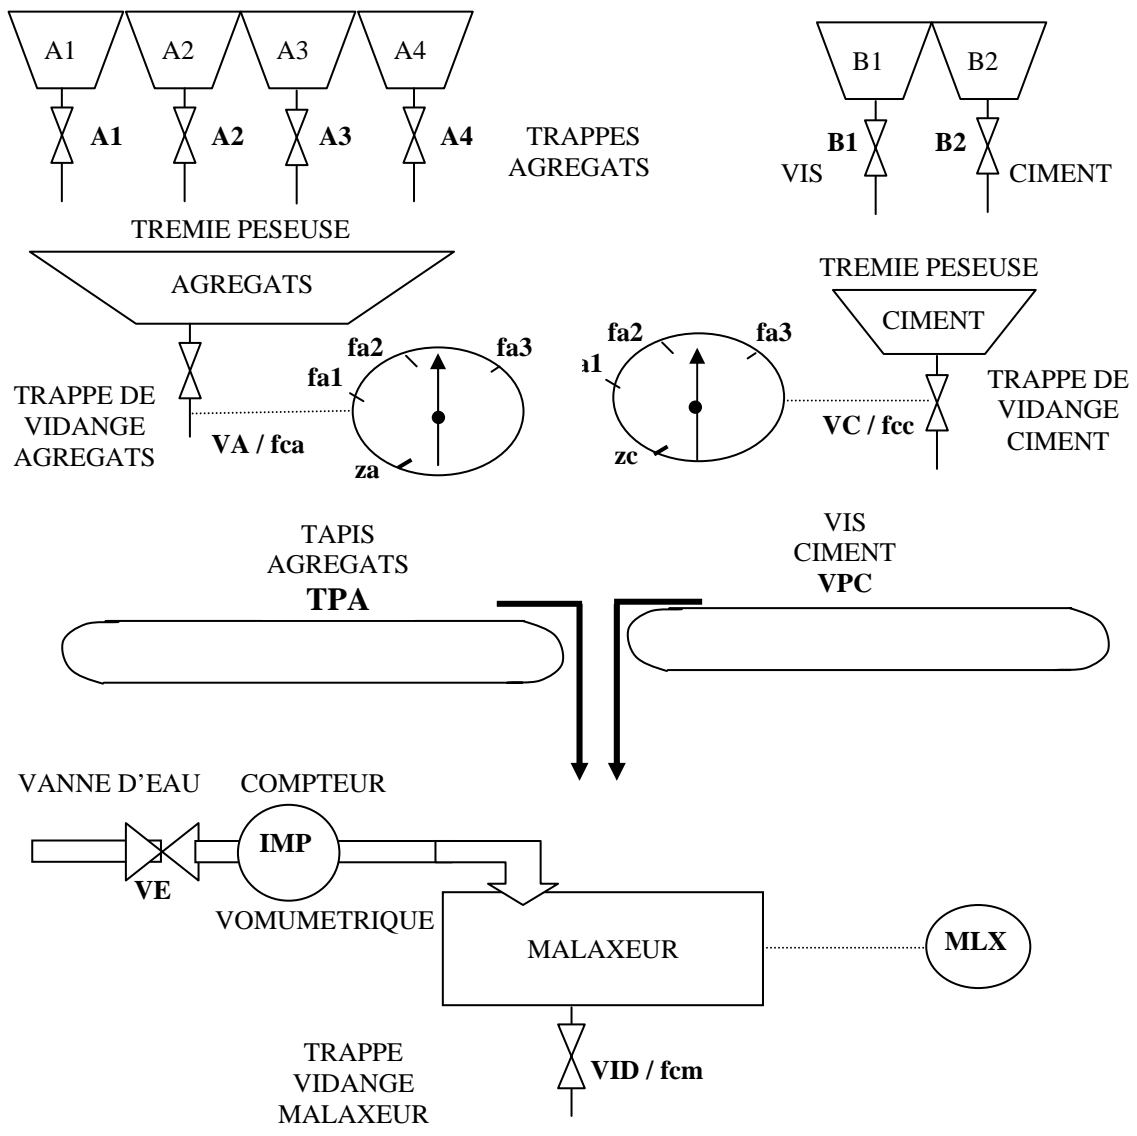 A1
A2
A3
A4
B1
B2
A1
A2
A3
A4
B1
B2
TRAPPES
AGREGATS
VIS
CIMENT
TREMIE PESEUSE
AGREGATS
TREMIE PESEUSE
CIMENT
fa1
fa2
fa3
za
a1
fa2
fa3
zc
TRAPPE DE
VIDANGE
AGREGATS
VA / fca
VC / fcc
TRAPPE DE
VIDANGE
CIMENT
TAPIS
AGREGATS
TPA
VIS
CIMENT
VPC
VANNE D'EAU
VE
COMPTEUR
IMP
VOMUMETRIQUE
MALAXEUR
MLX
TRAPPE
VIDANGE
MALAXEUR
VID / fcm